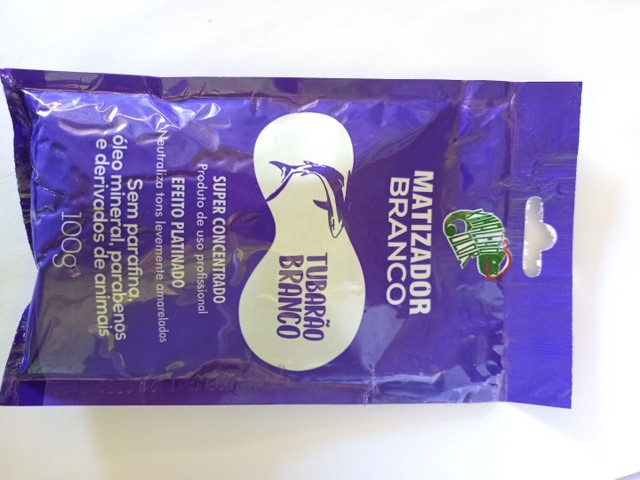 MATIZADOR
BRANCO
TUBARÃO
BRANCO
SUPER CONCENTRADO
Produto de uso profissional
EFEITO PLATINADO
Neutraliza tons levemente amarelados
Sem parafina,
óleo mineral, parabenos
e derivados de animais
100g